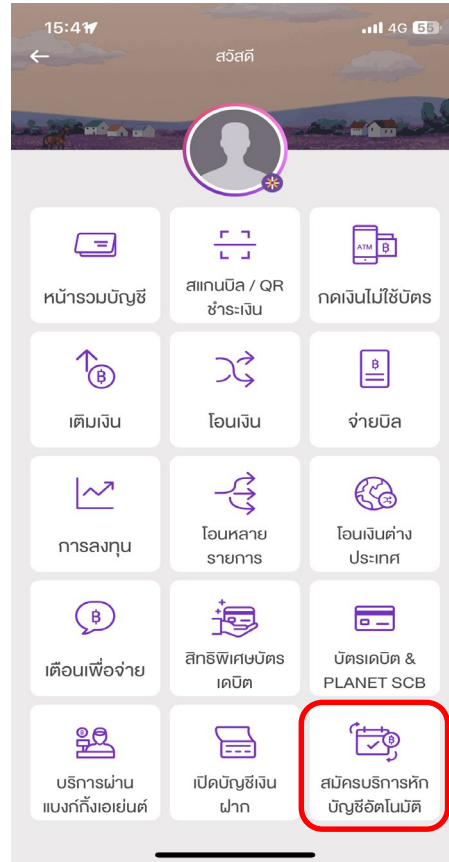 15:41
4G 55
สวัสดี
หน้ารวมบัญชี
สแกนบิล / QR
ชำระเงิน
ATM ฿
กดเงินไม่ใช้บัตร
฿
เติมเงิน
โอนเงิน
฿
จ่ายบิล
การลงทุน
โอนหลาย
รายการ
โอนเงินต่าง
ประเทศ
฿
เตือนเพื่อจ่าย
สิทธิพิเศษบัตร
เดบิต
บัตรเดบิต &
PLANET SCB
บริการผ่าน
แบงก์กิ้งเอเย่นต์
เปิดบัญชีเงิน
ฝาก
฿
สมัครบริการหัก
บัญชีอัตโนมัติ